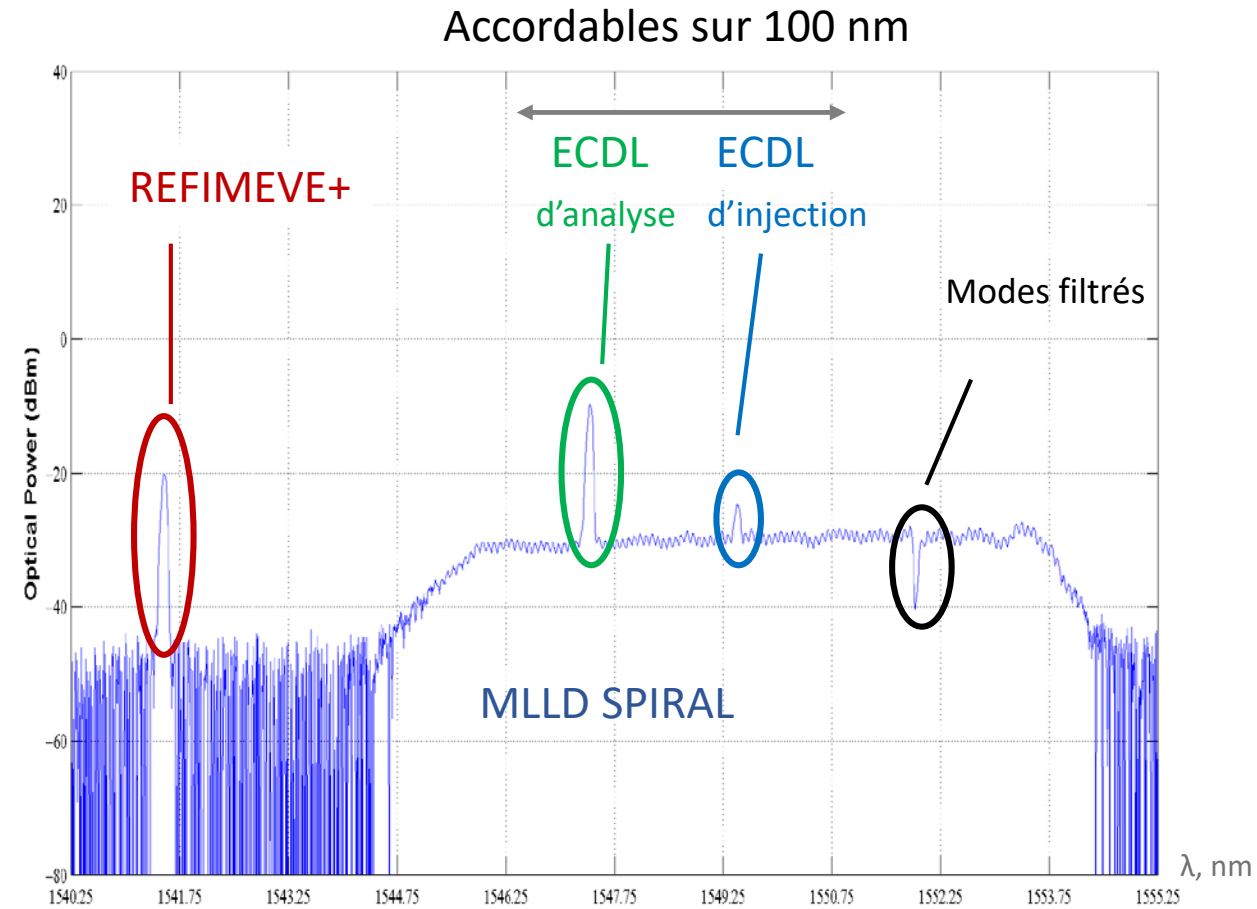 Accordables sur 100 nm
40
20
0
−20
−40
−60
−80
Optical Power (dBm)
REFIMEVE+
ECDL
d'analyse
ECDL
d'injection
Modes filtrés
MLLD SPIRAL
λ, nm
1540.25 1541.75 1543.25 1544.75 1546.25 1547.75 1549.25 1550.75 1552.25 1553.75 1555.25